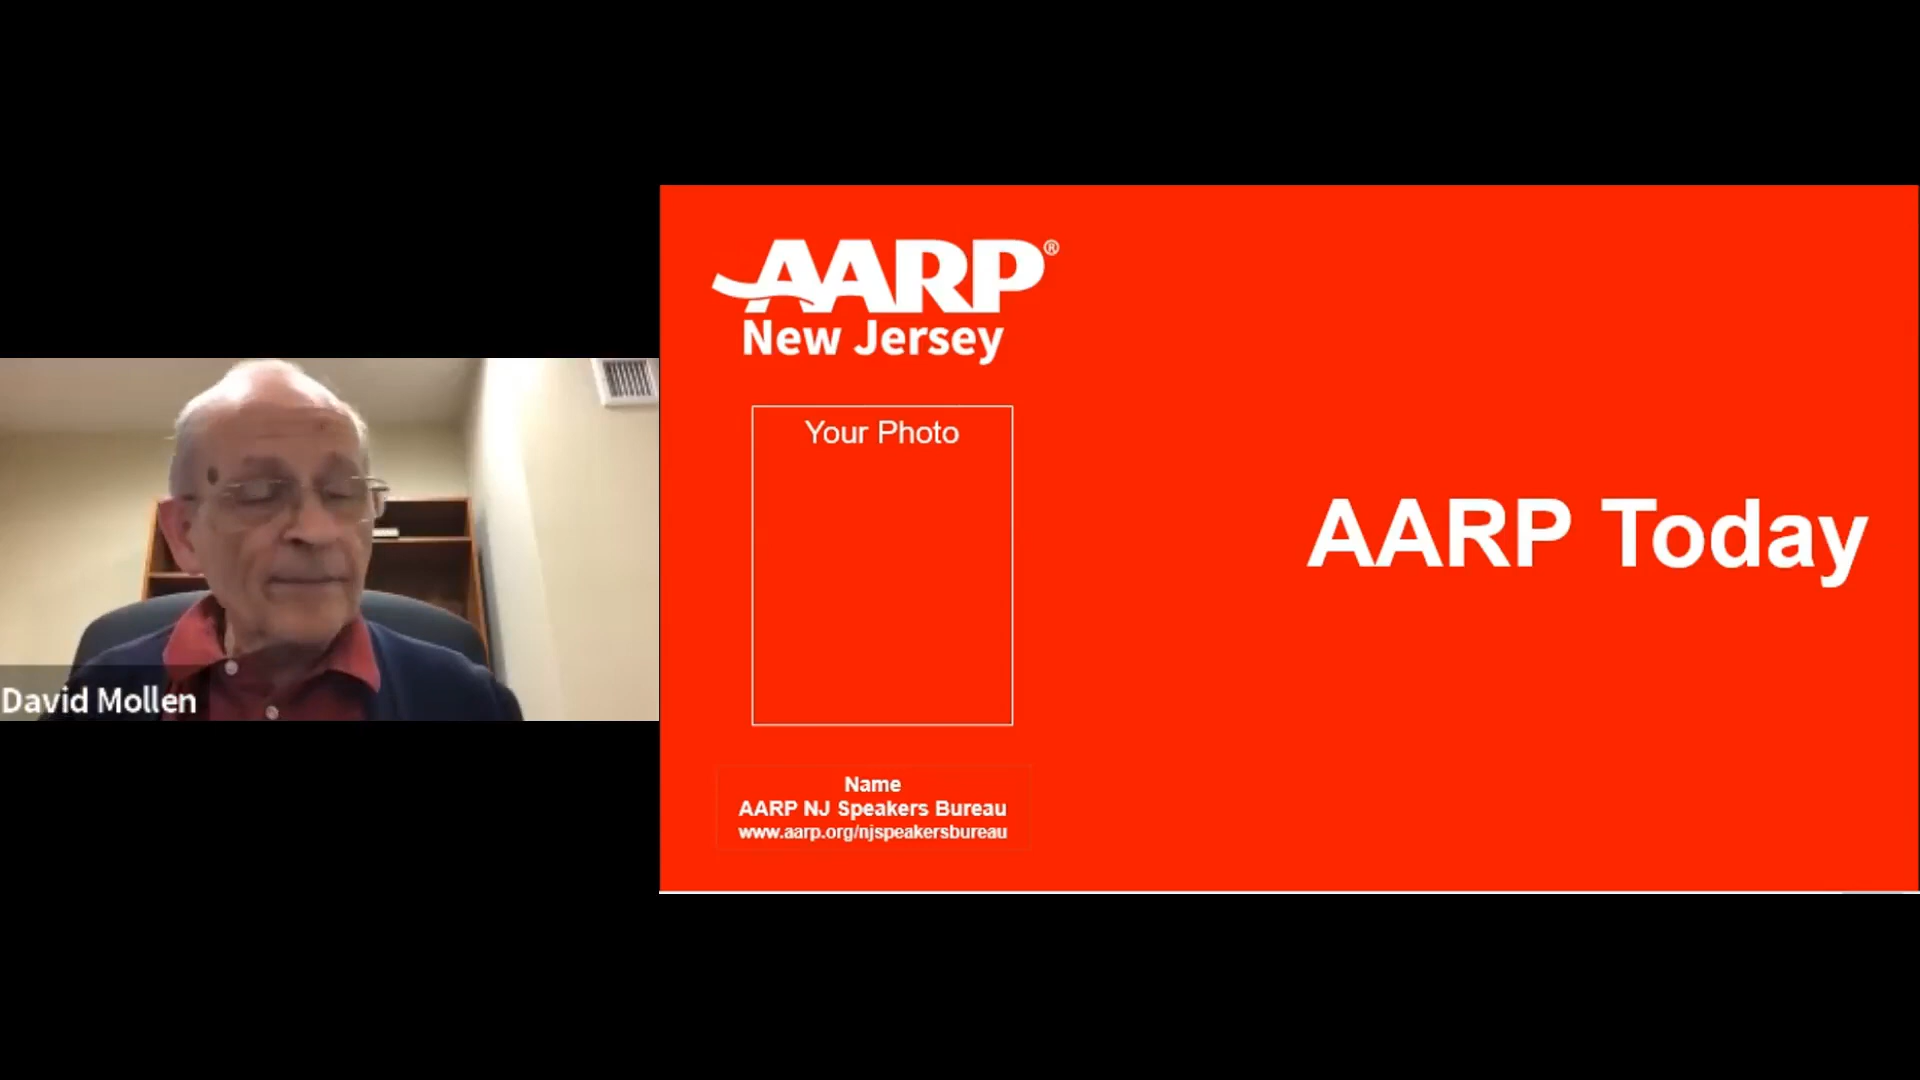 David Mollen
AARP®
New Jersey
Your Photo
AARP Today
Name
AARP NJ Speakers Bureau
www.aarp.org/njspeakersbureau